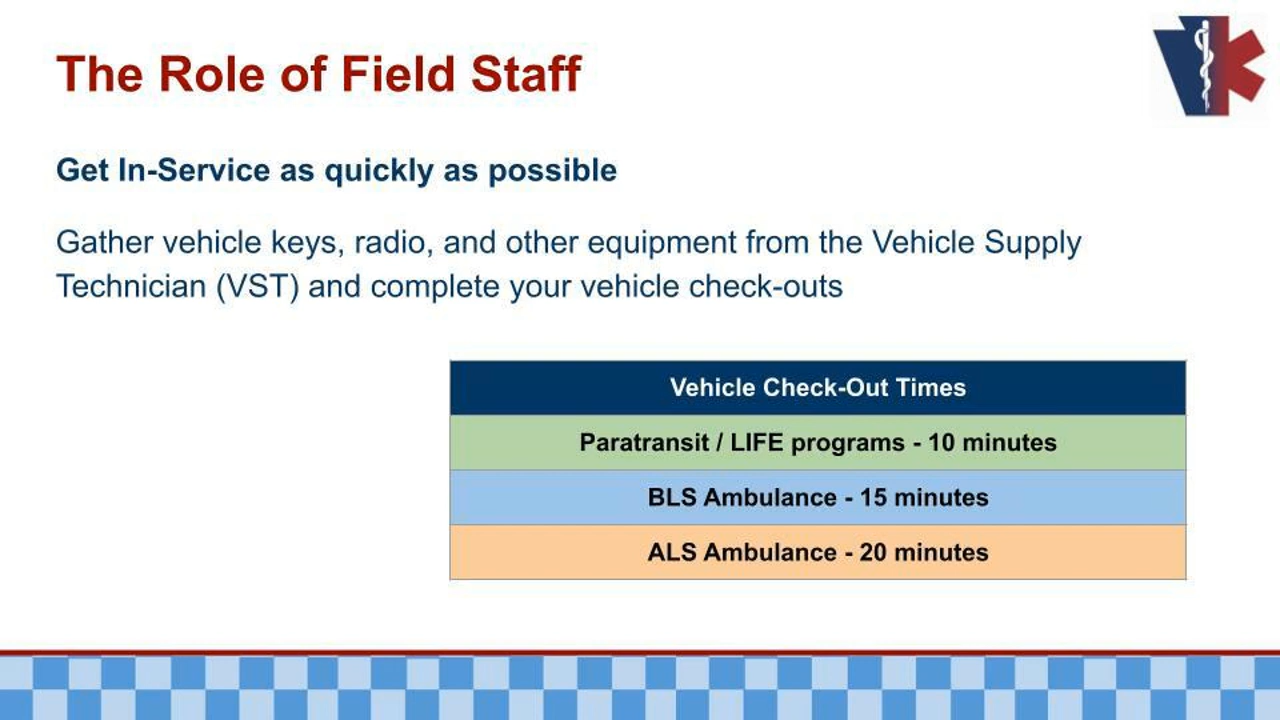 The Role of Field Staff
Get In-Service as quickly as possible
Gather vehicle keys, radio, and other equipment from the Vehicle Supply
Technician (VST) and complete your vehicle check-outs
Vehicle Check-Out Times
Paratransit / LIFE programs - 10 minutes
BLS Ambulance - 15 minutes
ALS Ambulance - 20 minutes